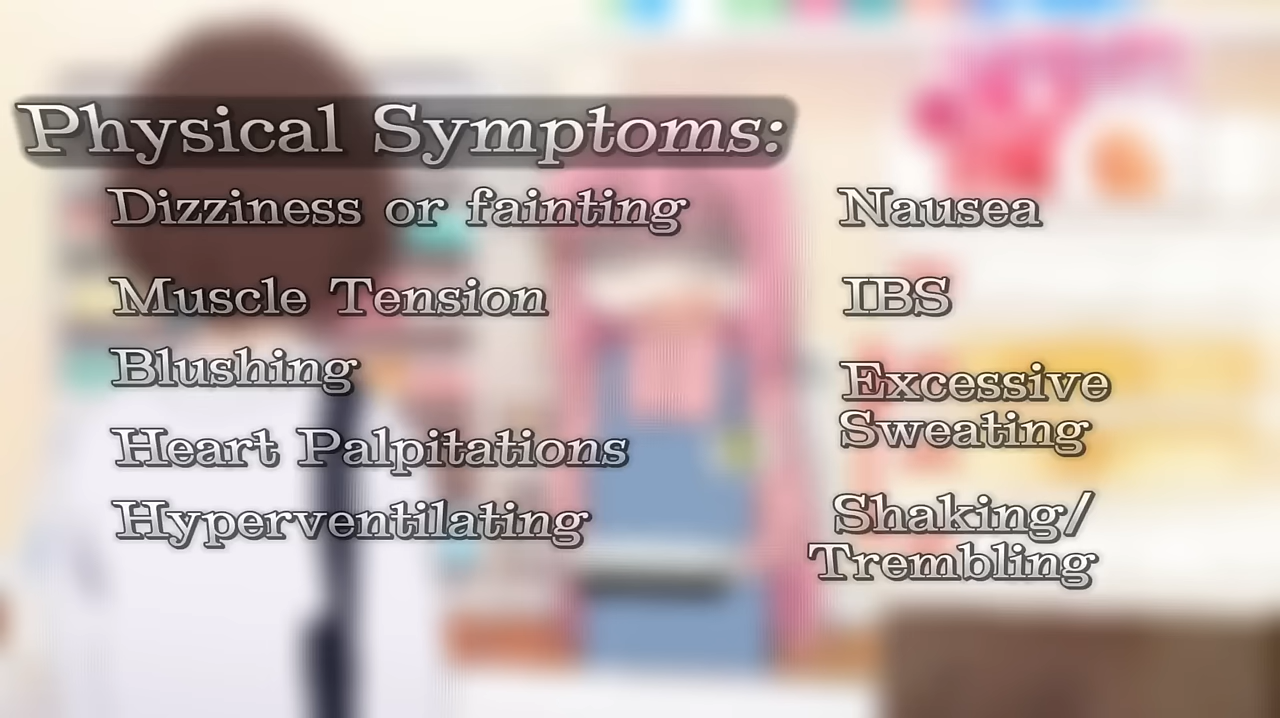 Physical Symptoms:
Dizziness or fainting
Muscle Tension
Blushing
Heart Palpitations
Hyperventilating
Nausea
IBS
Excessive
Sweating
Shaking/
Trembling